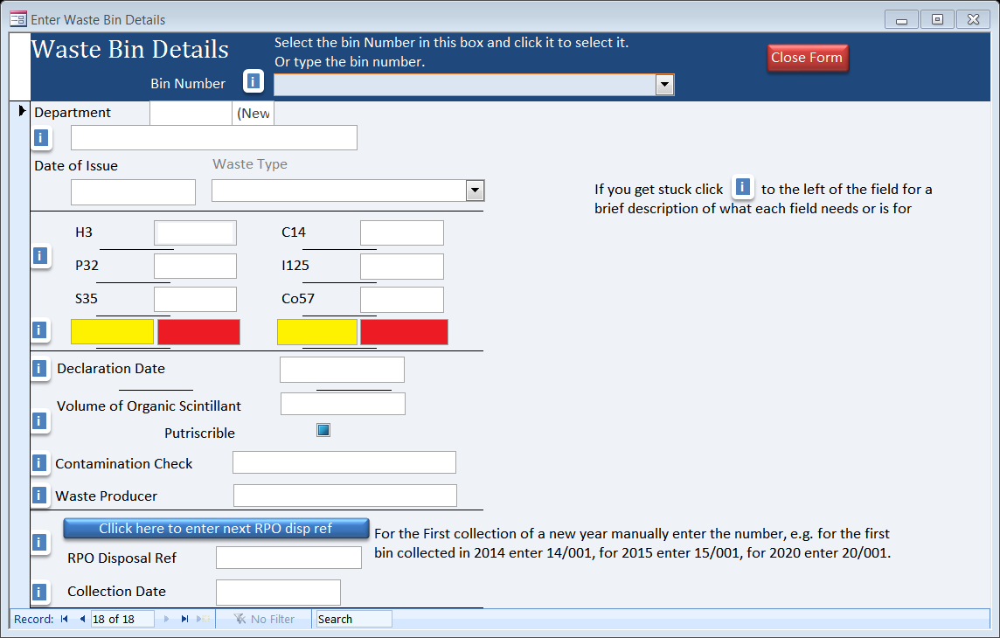 Enter Waste Bin Details
Waste Bin Details
Select the bin Number in this box and click it to select it.
Or type the bin number.
Close Form
Bin Number
i
Department
(New
i
Date of Issue
Waste Type
If you get stuck click i to the left of the field for a
brief description of what each field needs or is for
H3
C14
i
P32
I125
S35
Co57
i
i
Declaration Date
Volume of Organic Scintillant
i
Putriscrible
i
Contamination Check
i
Waste Producer
Cllick here to enter next RPO disp ref
i
For the First collection of a new year manually enter the number, e.g. for the first
bin collected in 2014 enter 14/001, for 2015 enter 15/001, for 2020 enter 20/001.
RPO Disposal Ref
i
Collection Date
Record: 18 of 18 No Filter Search